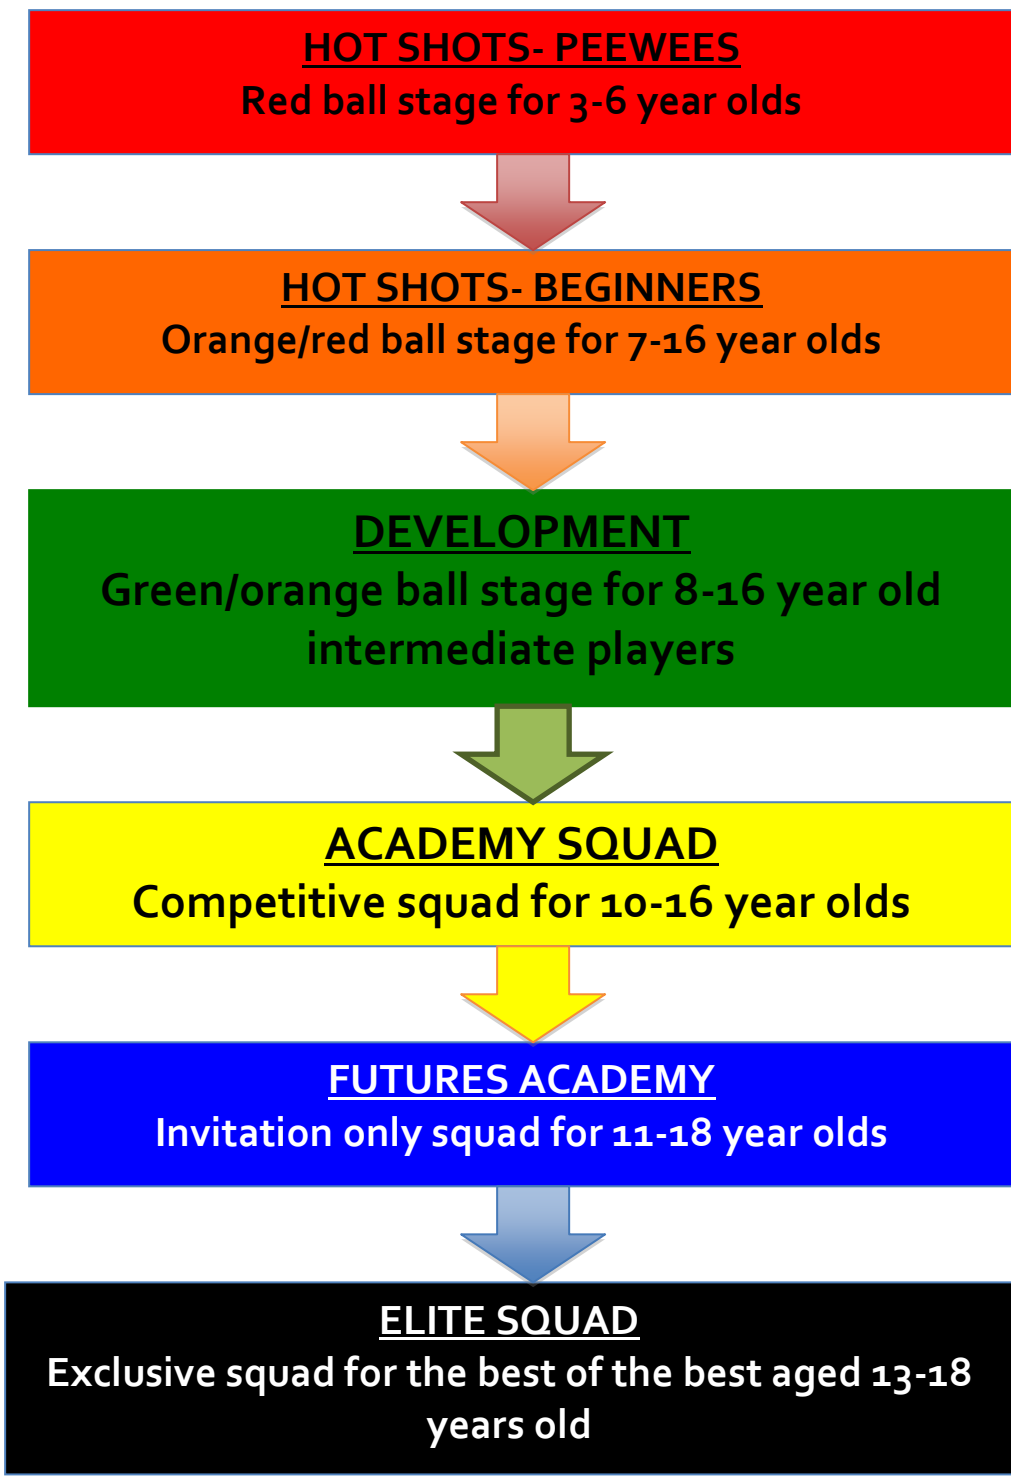 HOT SHOTS- PEEWEES
Red ball stage for 3-6 year olds
HOT SHOTS- BEGINNERS
Orange/red ball stage for 7-16 year olds
DEVELOPMENT
Green/orange ball stage for 8-16 year old
intermediate players
ACADEMY SQUAD
Competitive squad for 10-16 year olds
FUTURES ACADEMY
Invitation only squad for 11-18 year olds
ELITE SQUAD
Exclusive squad for the best of the best aged 13-18
years old